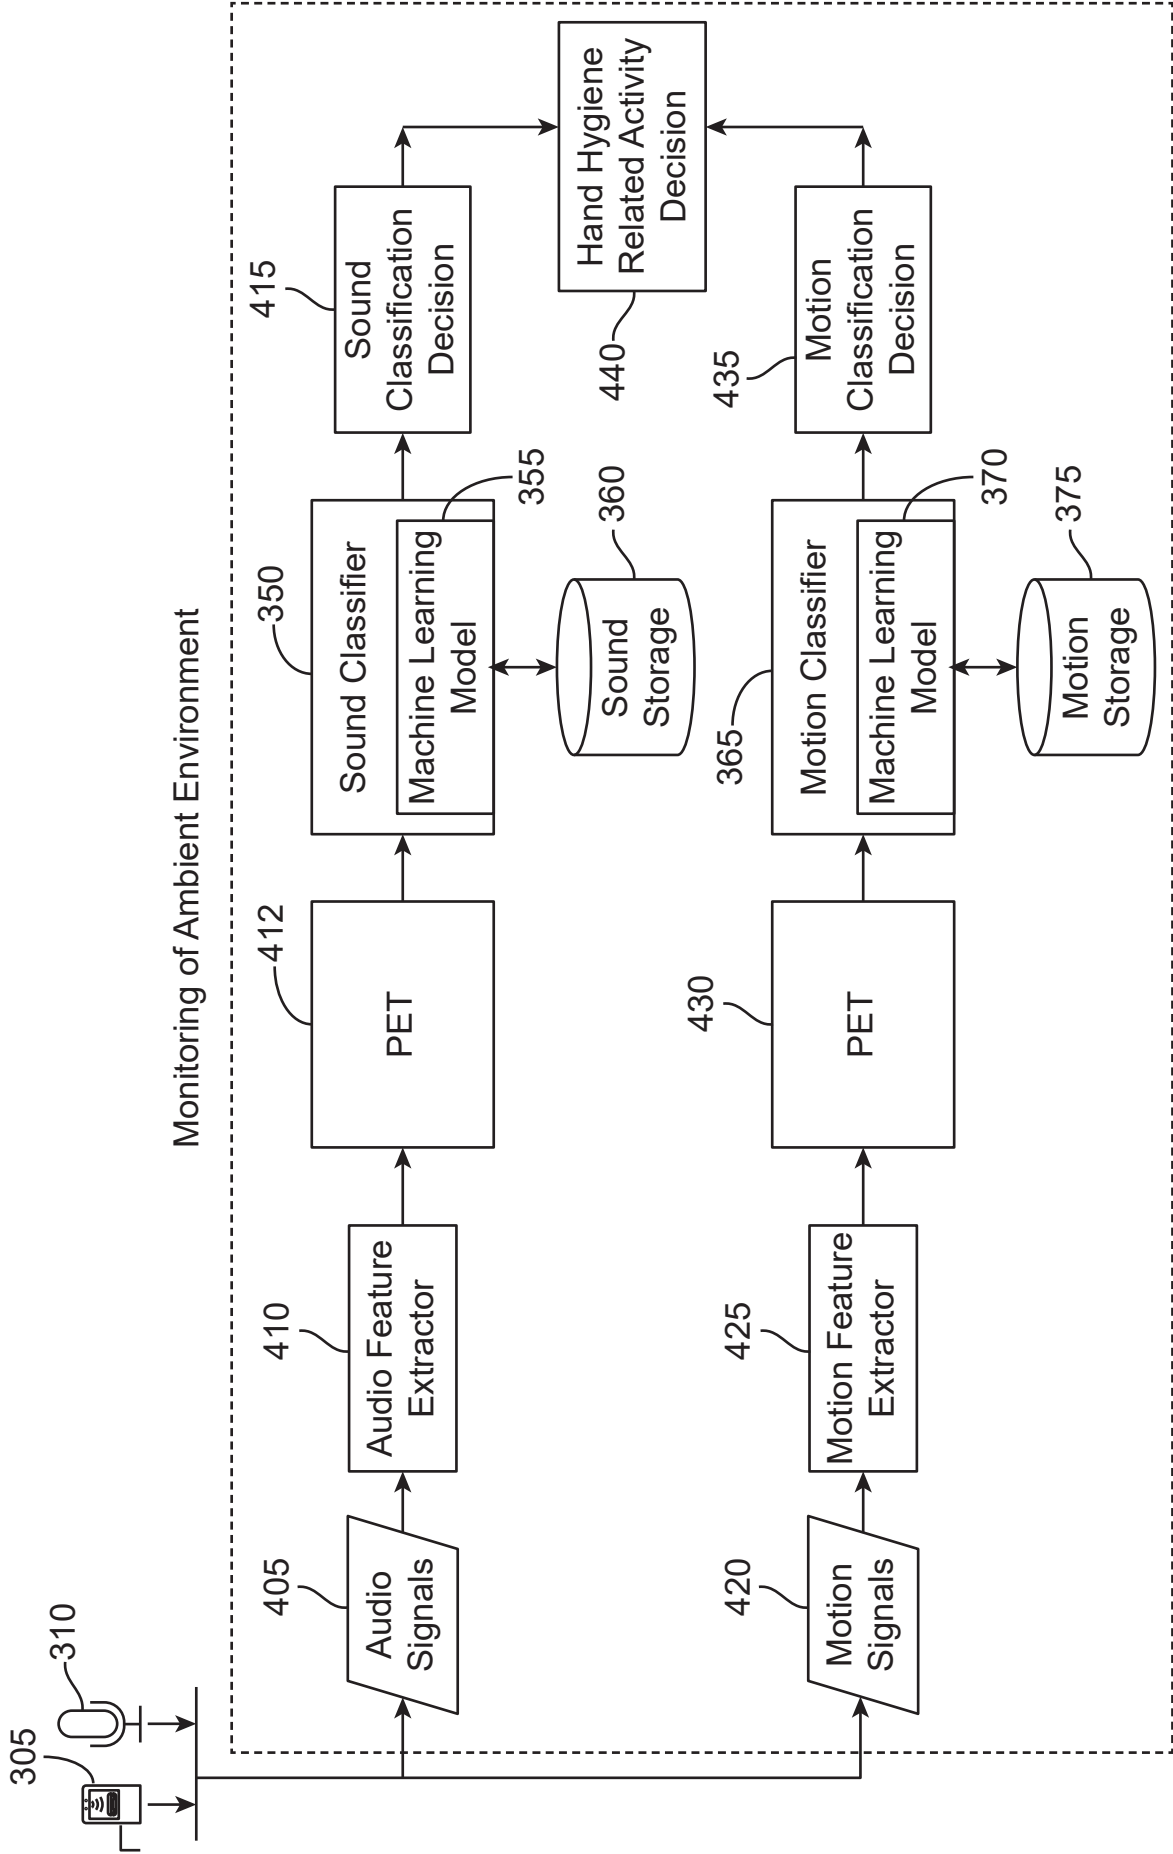 Monitoring of Ambient Environment
305
310
405
Audio
Signals
410
Audio Feature
Extractor
412
PET
350
Sound Classifier
Machine Learning
Model
355
360
Sound
Storage
415
Sound
Classification
Decision
420
Motion
Signals
425
Motion Feature
Extractor
430
PET
365
Motion Classifier
Machine Learning
Model
370
375
Motion
Storage
435
Motion
Classification
Decision
440
Hand Hygiene
Related Activity
Decision